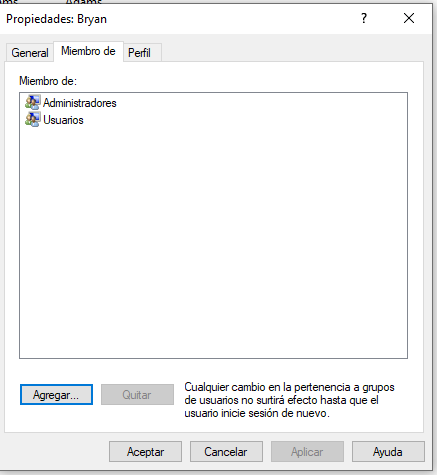 Adams
Propiedades: Bryan
?
General
Miembro de
Perfil
Miembro de:
Administradores
Usuarios
Agregar...
Quitar
Cualquier cambio en la pertenencia a grupos
de usuarios no surtirá efecto hasta que el
usuario inicie sesión de nuevo.
Aceptar
Cancelar
Aplicar
Ayuda